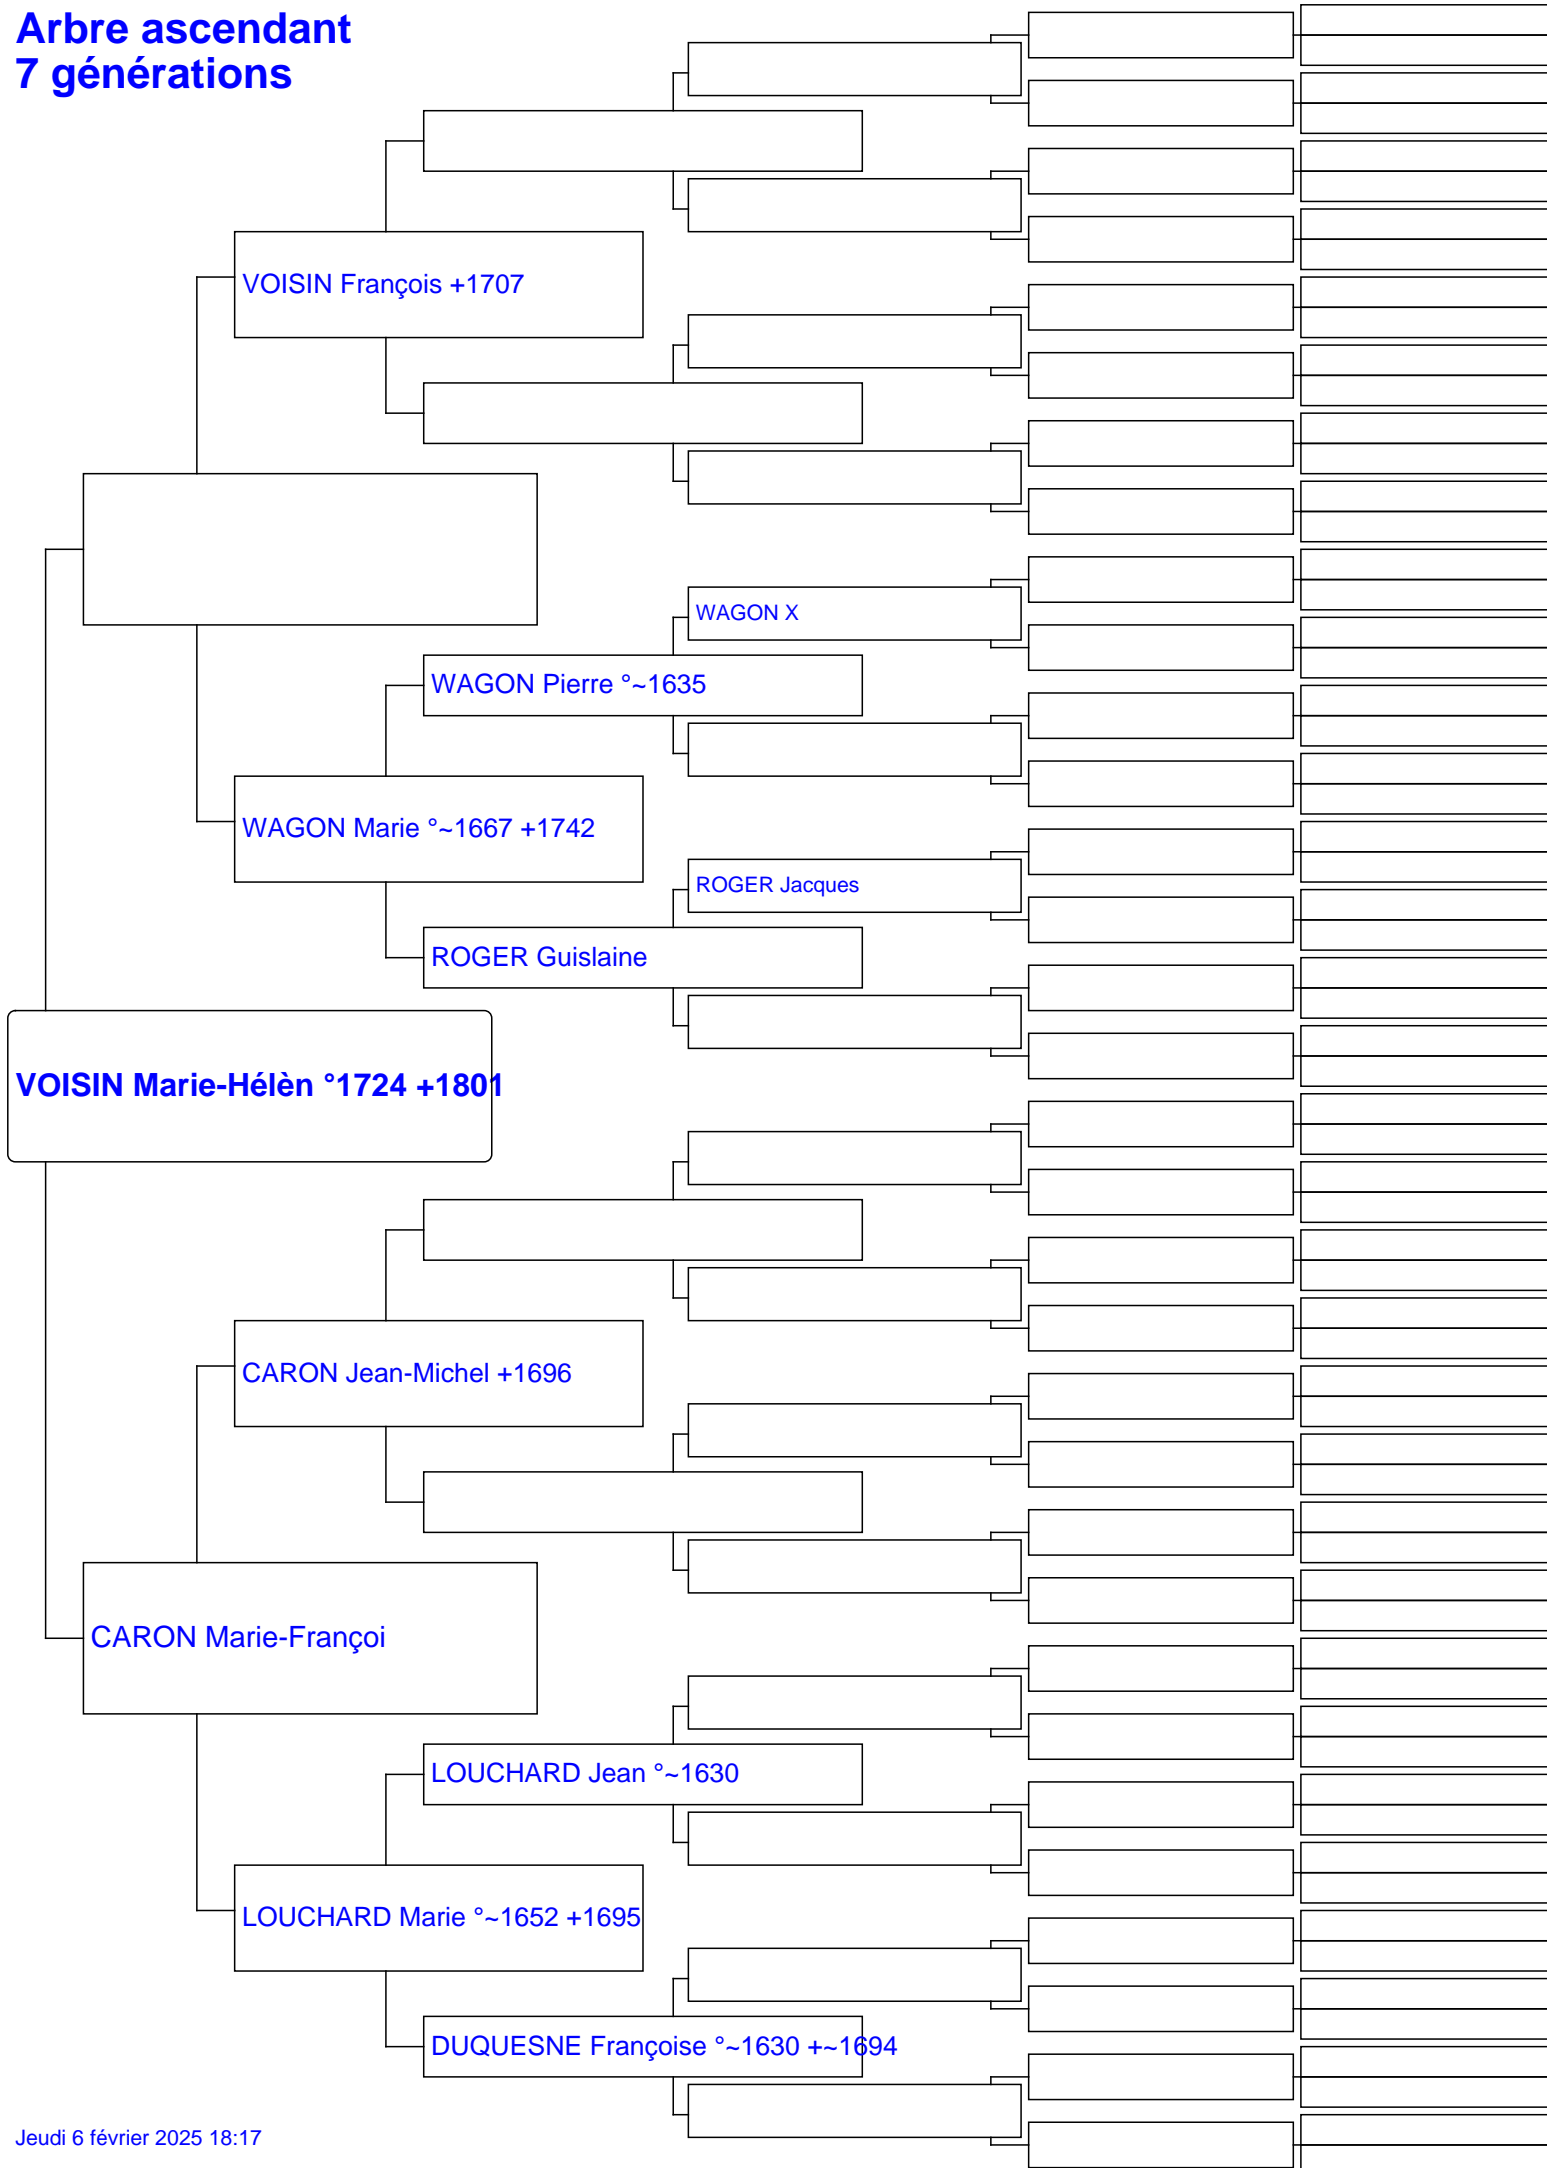 Arbre ascendant
7 générations
VOISIN François +1707
WAGON X
WAGON Pierre °~1635
WAGON Marie °~1667 +1742
ROGER Jacques
ROGER Guislaine
VOISIN Marie-Hélèn °1724 +1801
CARON Jean-Michel +1696
CARON Marie-Françoi
LOUCHARD Jean °~1630
LOUCHARD Marie °~1652 +1695
DUQUESNE Françoise °~1630 +~1694
Jeudi 6 février 2025 18:17